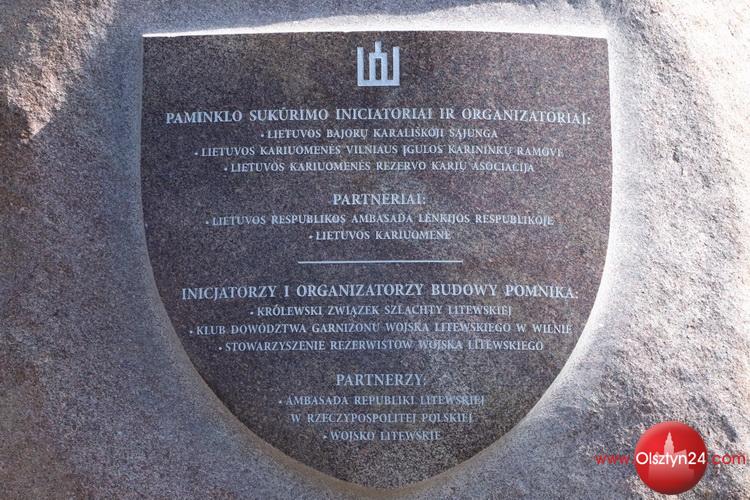 PAMINKLO SUKŪRIMO INICIATORIAI IR ORGANIZATORIAI:
• LIETUVOS BAJORŲ KARALIŠKOJI SĄJUNGA
• LIETUVOS KARIUOMENĖS VILNIAUS ĮGULOS KARININKŲ RAMOVĖ
• LIETUVOS KARIUOMENĖS REZERVO KARIŲ ASOCIACIJA
PARTNERIAI:
• LIETUVOS RESPUBLIKOS AMBASADA LENKIJOS RESPUBLIKOJE
• LIETUVOS KARIUOMENĖ
INICJATORZY I ORGANIZATORZY BUDOWY POMNIKA:
• KRÓLEWSKI ZWIĄZEK SZLACHTY LITEWSKIEJ
• KLUB DOWÓDZTWA GARNIZONU WOJSKA LITEWSKIEGO W WILNIE
• STOWARZYSZENIE REZERWISTÓW WOJSKA LITEWSKIEGO
PARTNERZY:
• AMBASADA REPUBLIKI LITEWSKIEJ
W RZECZYPOSPOLITEJ POLSKIEJ
• WOJSKO LITEWSKIE
www.Olsztyn24.com